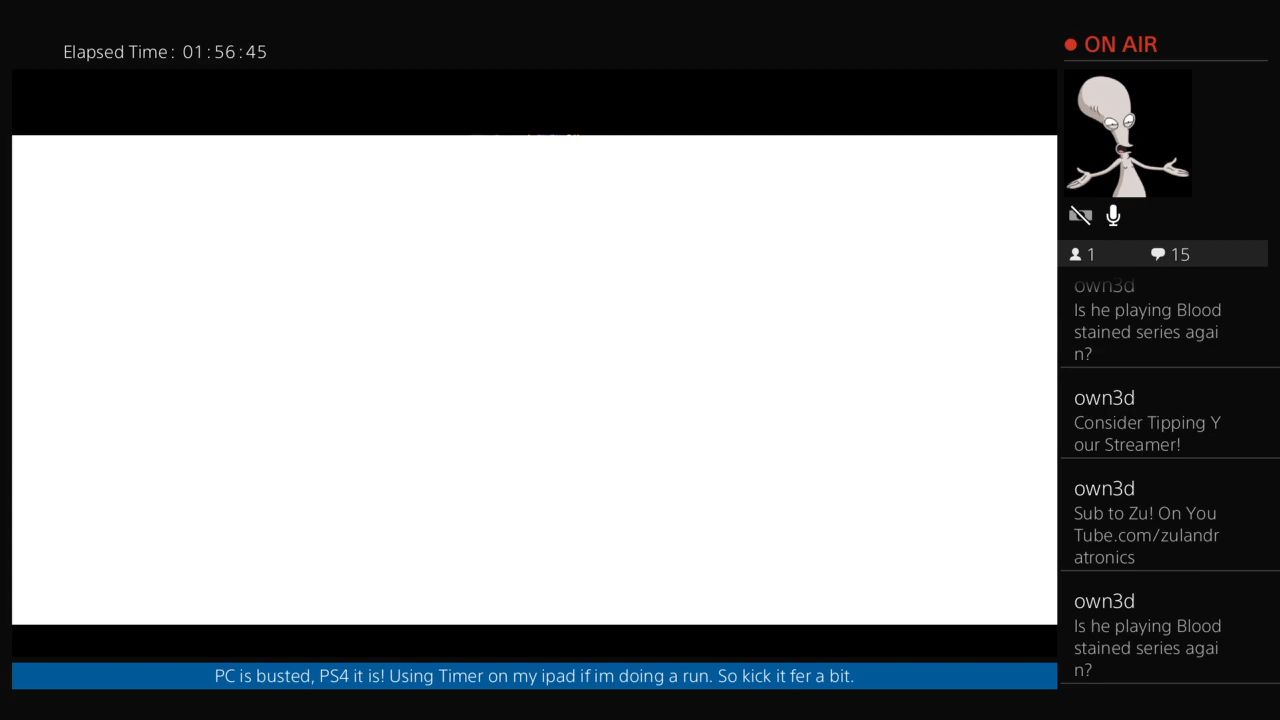 Elapsed Time: 01:56:45
ON AIR
1
15
own3d
Is he playing Blood
stained series agai
n?
own3d
Consider Tipping Y
our Streamer!
own3d
Sub to Zu! On You
Tube.com/zulandr
atronics
own3d
Is he playing Blood
stained series agai
n?
PC is busted, PS4 it is! Using Timer on my ipad if im doing a run. So kick it fer a bit.